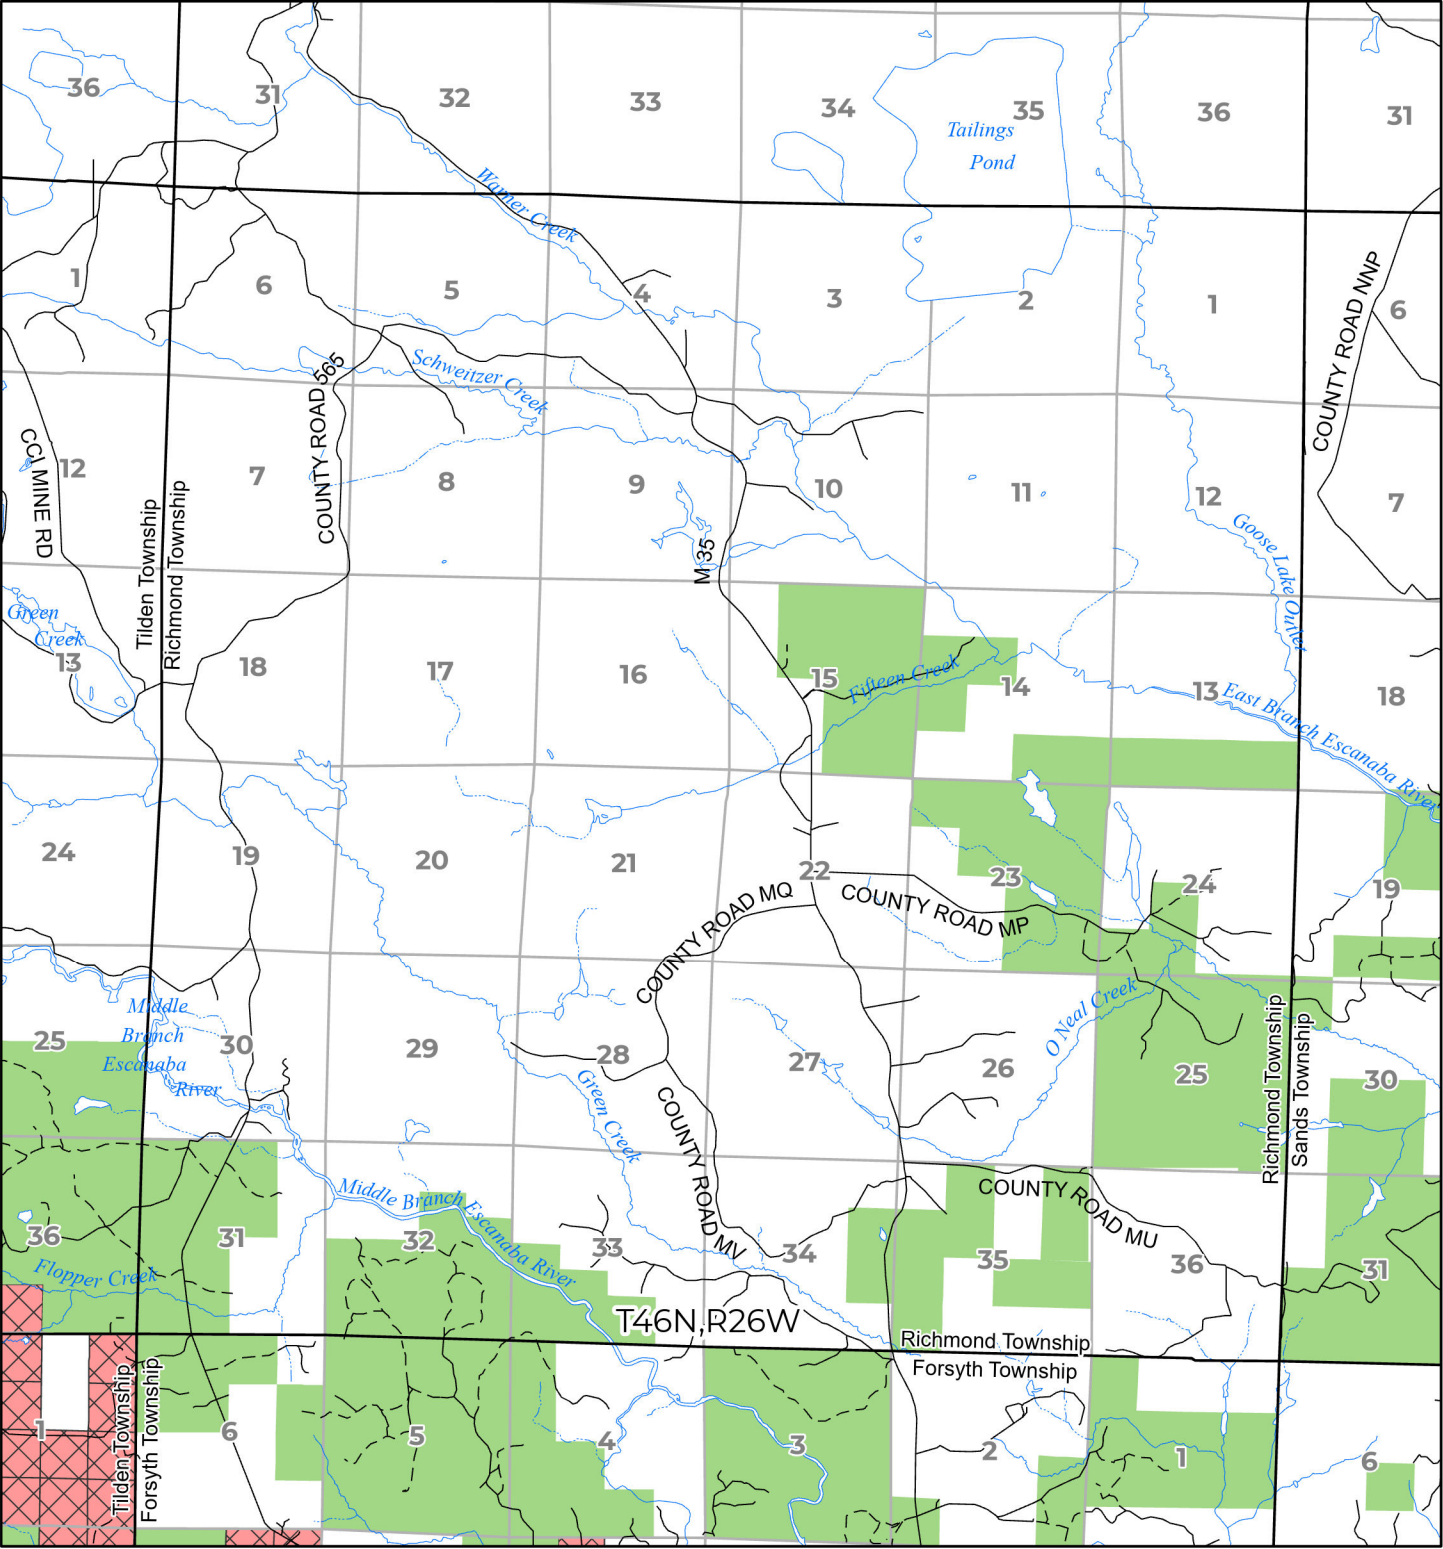 36
31
32
33
34
35
36
31
Tailings
Pond
Warner Creek
1
6
5
4
3
2
1
6
COUNTY ROAD NNP
COUNTY ROAD 565
Schweitzer Creek
CCI MINE RD
12
7
8
9
10
11
12
7
Tilden Township
Richmond Township
M 35
Goose Lake Outlet
Green
Creek
13
18
17
16
15
Fifteen Creek
14
13
18
East Branch Escanaba River
24
19
20
21
22
23
24
19
COUNTY ROAD MQ
COUNTY ROAD MP
Middle
Branch
Escanaba
River
25
30
29
28
27
26
25
30
O Neal Creek
Green Creek
COUNTY ROAD MV
Richmond Township
Sands Township
Middle Branch Escanaba River
COUNTY ROAD MU
36
31
32
33
34
35
36
31
Flopper Creek
T46N,R26W
Richmond Township
Forsyth Township
Tilden Township
Forsyth Township
1
6
5
4
3
2
1
6